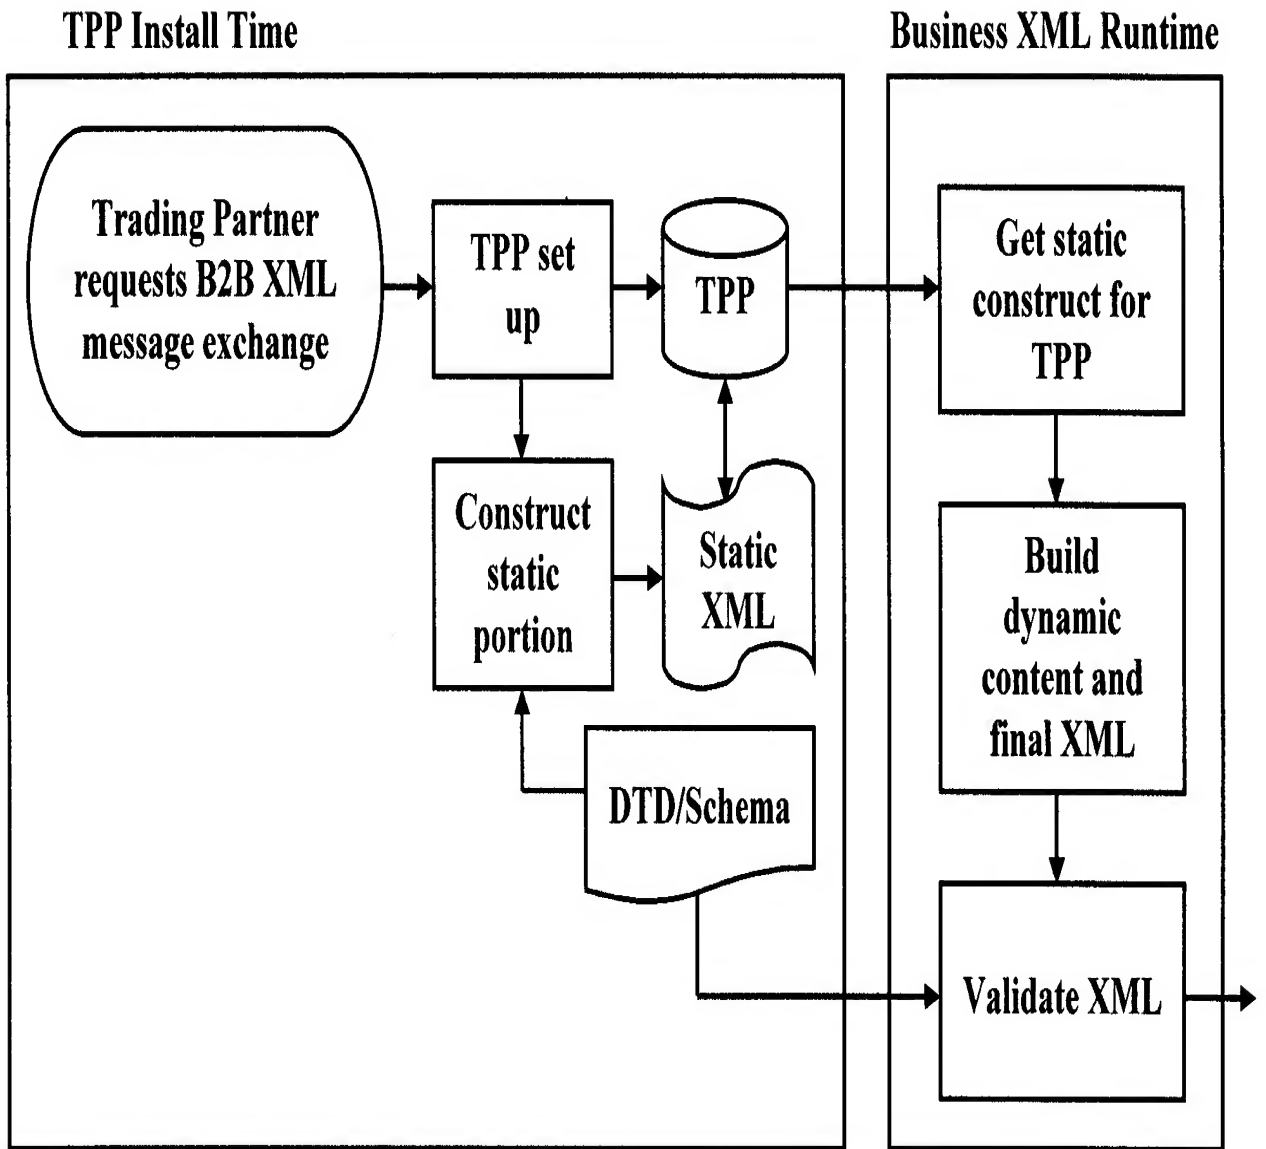 TPP Install Time
Business XML Runtime
Trading Partner
requests B2B XML
message exchange
TPP set
up
TPP
Get static
construct for
TPP
Construct
static
portion
Static
XML
Build
dynamic
content and
final XML
DTD/Schema
Validate XML